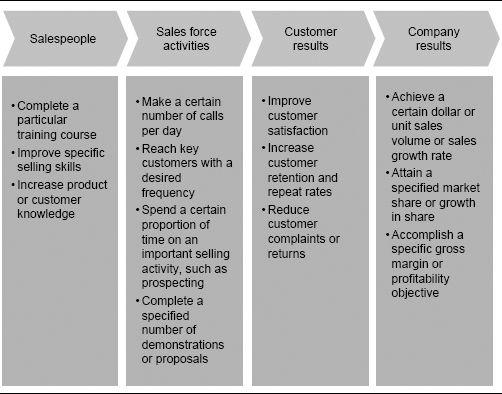 Salespeople
Sales force
activities
Customer
results
Company
results
• Complete a
particular
training course
• Improve specific
selling skills
• Increase product
or customer
knowledge
• Make a certain
number of calls
per day
• Reach key
customers with a
desired
frequency
• Spend a certain
proportion of
time on an
important selling
activity, such as
prospecting
• Complete a
specified
number of
demonstrations
or proposals
• Improve
customer
satisfaction
• Increase
customer
retention and
repeat rates
• Reduce
customer
complaints or
returns
• Achieve a
certain dollar or
unit sales
volume or sales
growth rate
• Attain a
specified market
share or growth
in share
• Accomplish a
specific gross
margin or
profitability
objective